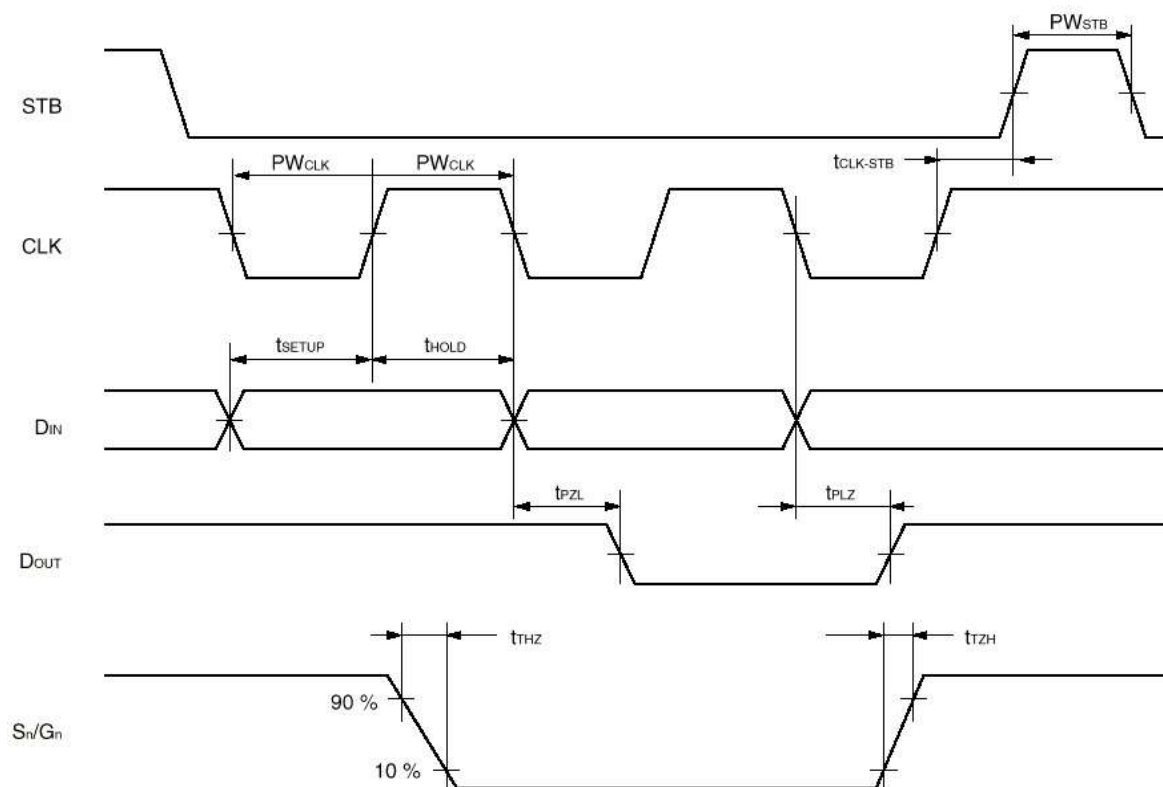 PWSTB
STB
tCLK-STB
PWCLK PWCLK
CLK
tSETUP tHOLD
DIN
tPZL tPLZ
DOUT
tTHZ tTZH
90 %
Sn/Gn
10 %